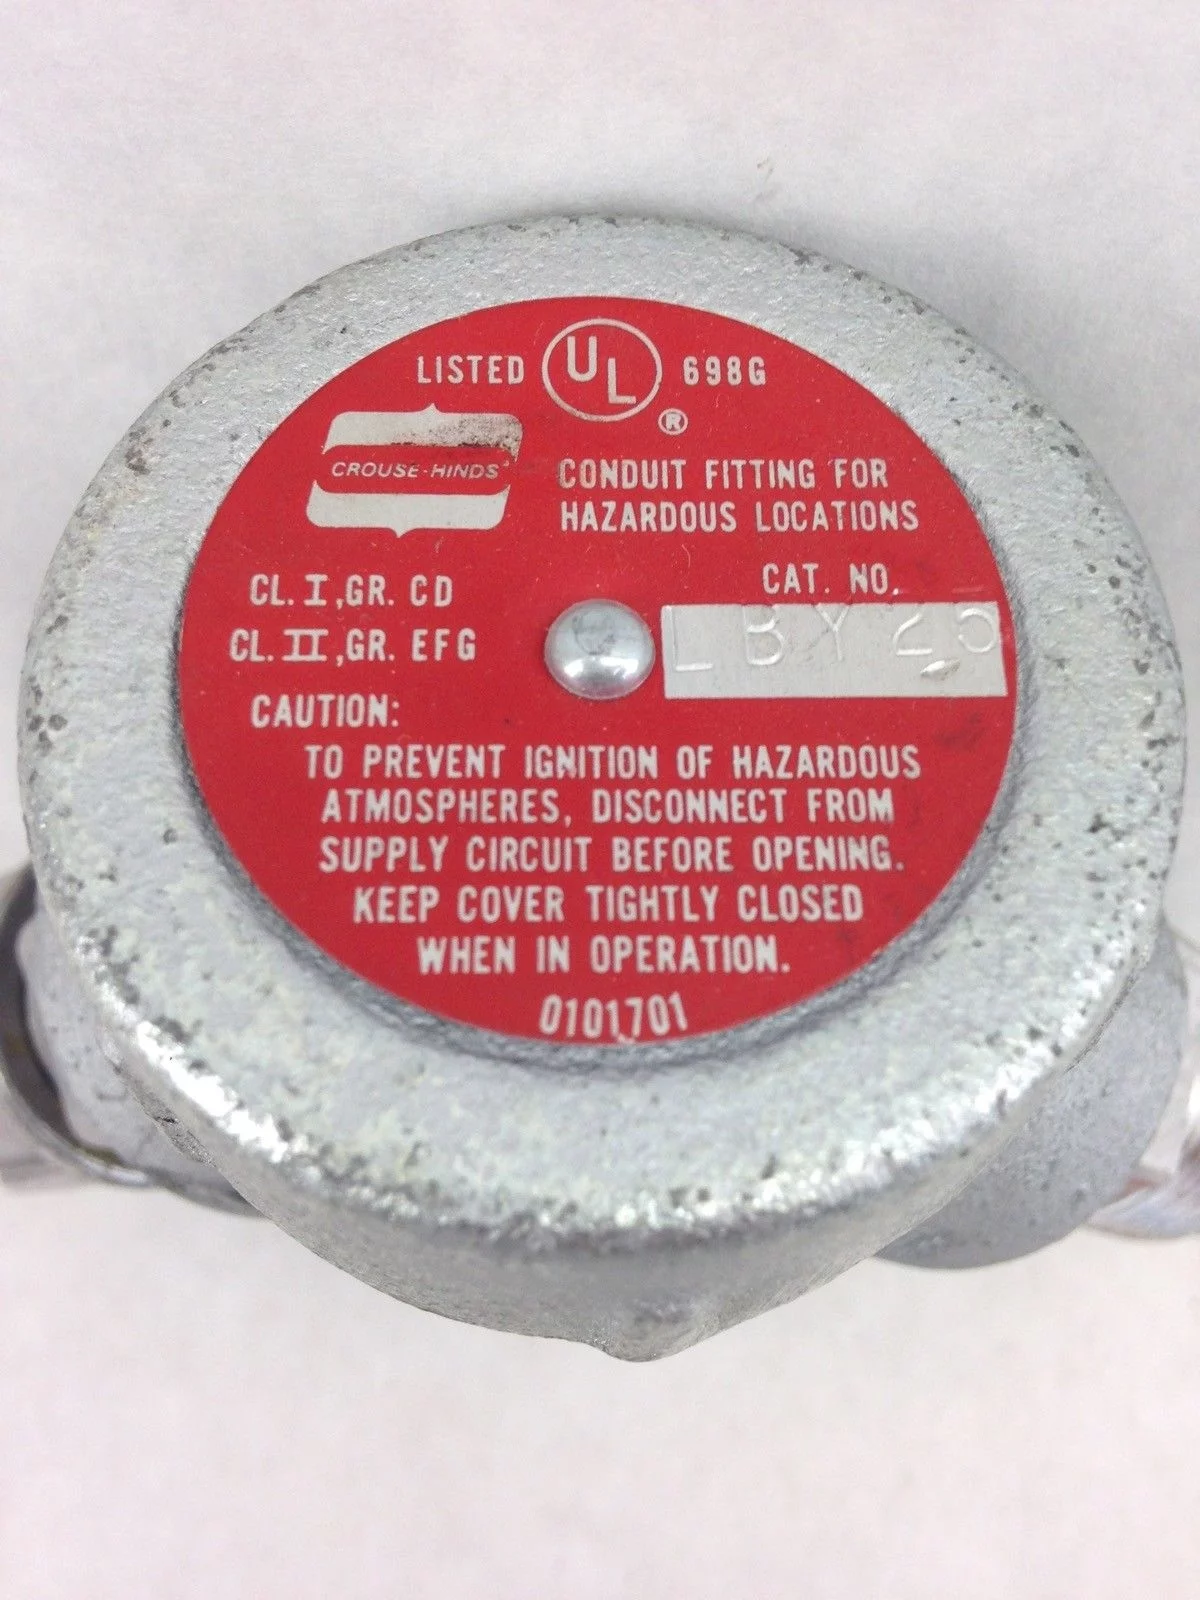 LISTED UL 698G
®
CROUSE-HINDS
CONDUIT FITTING FOR
HAZARDOUS LOCATIONS
CL. I, GR. CD
CL. II, GR. EFG
CAT. NO.
LBY25
CAUTION:
TO PREVENT IGNITION OF HAZARDOUS
ATMOSPHERES, DISCONNECT FROM
SUPPLY CIRCUIT BEFORE OPENING.
KEEP COVER TIGHTLY CLOSED
WHEN IN OPERATION.
0101701